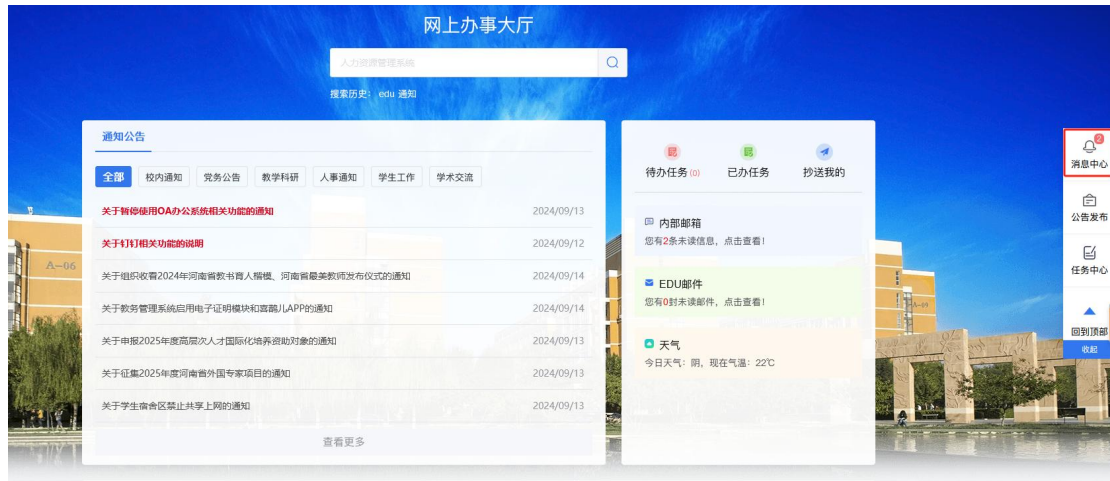 网上办事大厅
人力资源管理系统
搜索历史： edu 通知
通知公告
全部 校内通知 党务公告 教学科研 人事通知 学生工作 学术交流
关于暂停使用OA办公系统相关功能的通知 2024/09/13
关于钉钉相关功能的说明 2024/09/12
关于组织收看2024年河南省教书育人楷模、河南省最美教师发布仪式的通知 2024/09/14
关于教务管理系统启用电子证明模块和喜鹊儿APP的通知 2024/09/14
关于申报2025年度高层次人才国际化培养资助对象的通知 2024/09/13
关于征集2025年度河南省外国专家项目的通知 2024/09/13
关于学生宿舍区禁止共享上网的通知 2024/09/13
查看更多
待办任务(0) 已办任务 抄送我的
内部邮箱
您有2条未读信息，点击查看！
EDU邮件
您有0封未读邮件，点击查看！
天气
今日天气：阴，现在气温：22℃
2
消息中心
公告发布
任务中心
回到顶部
收起
A-06
A-09